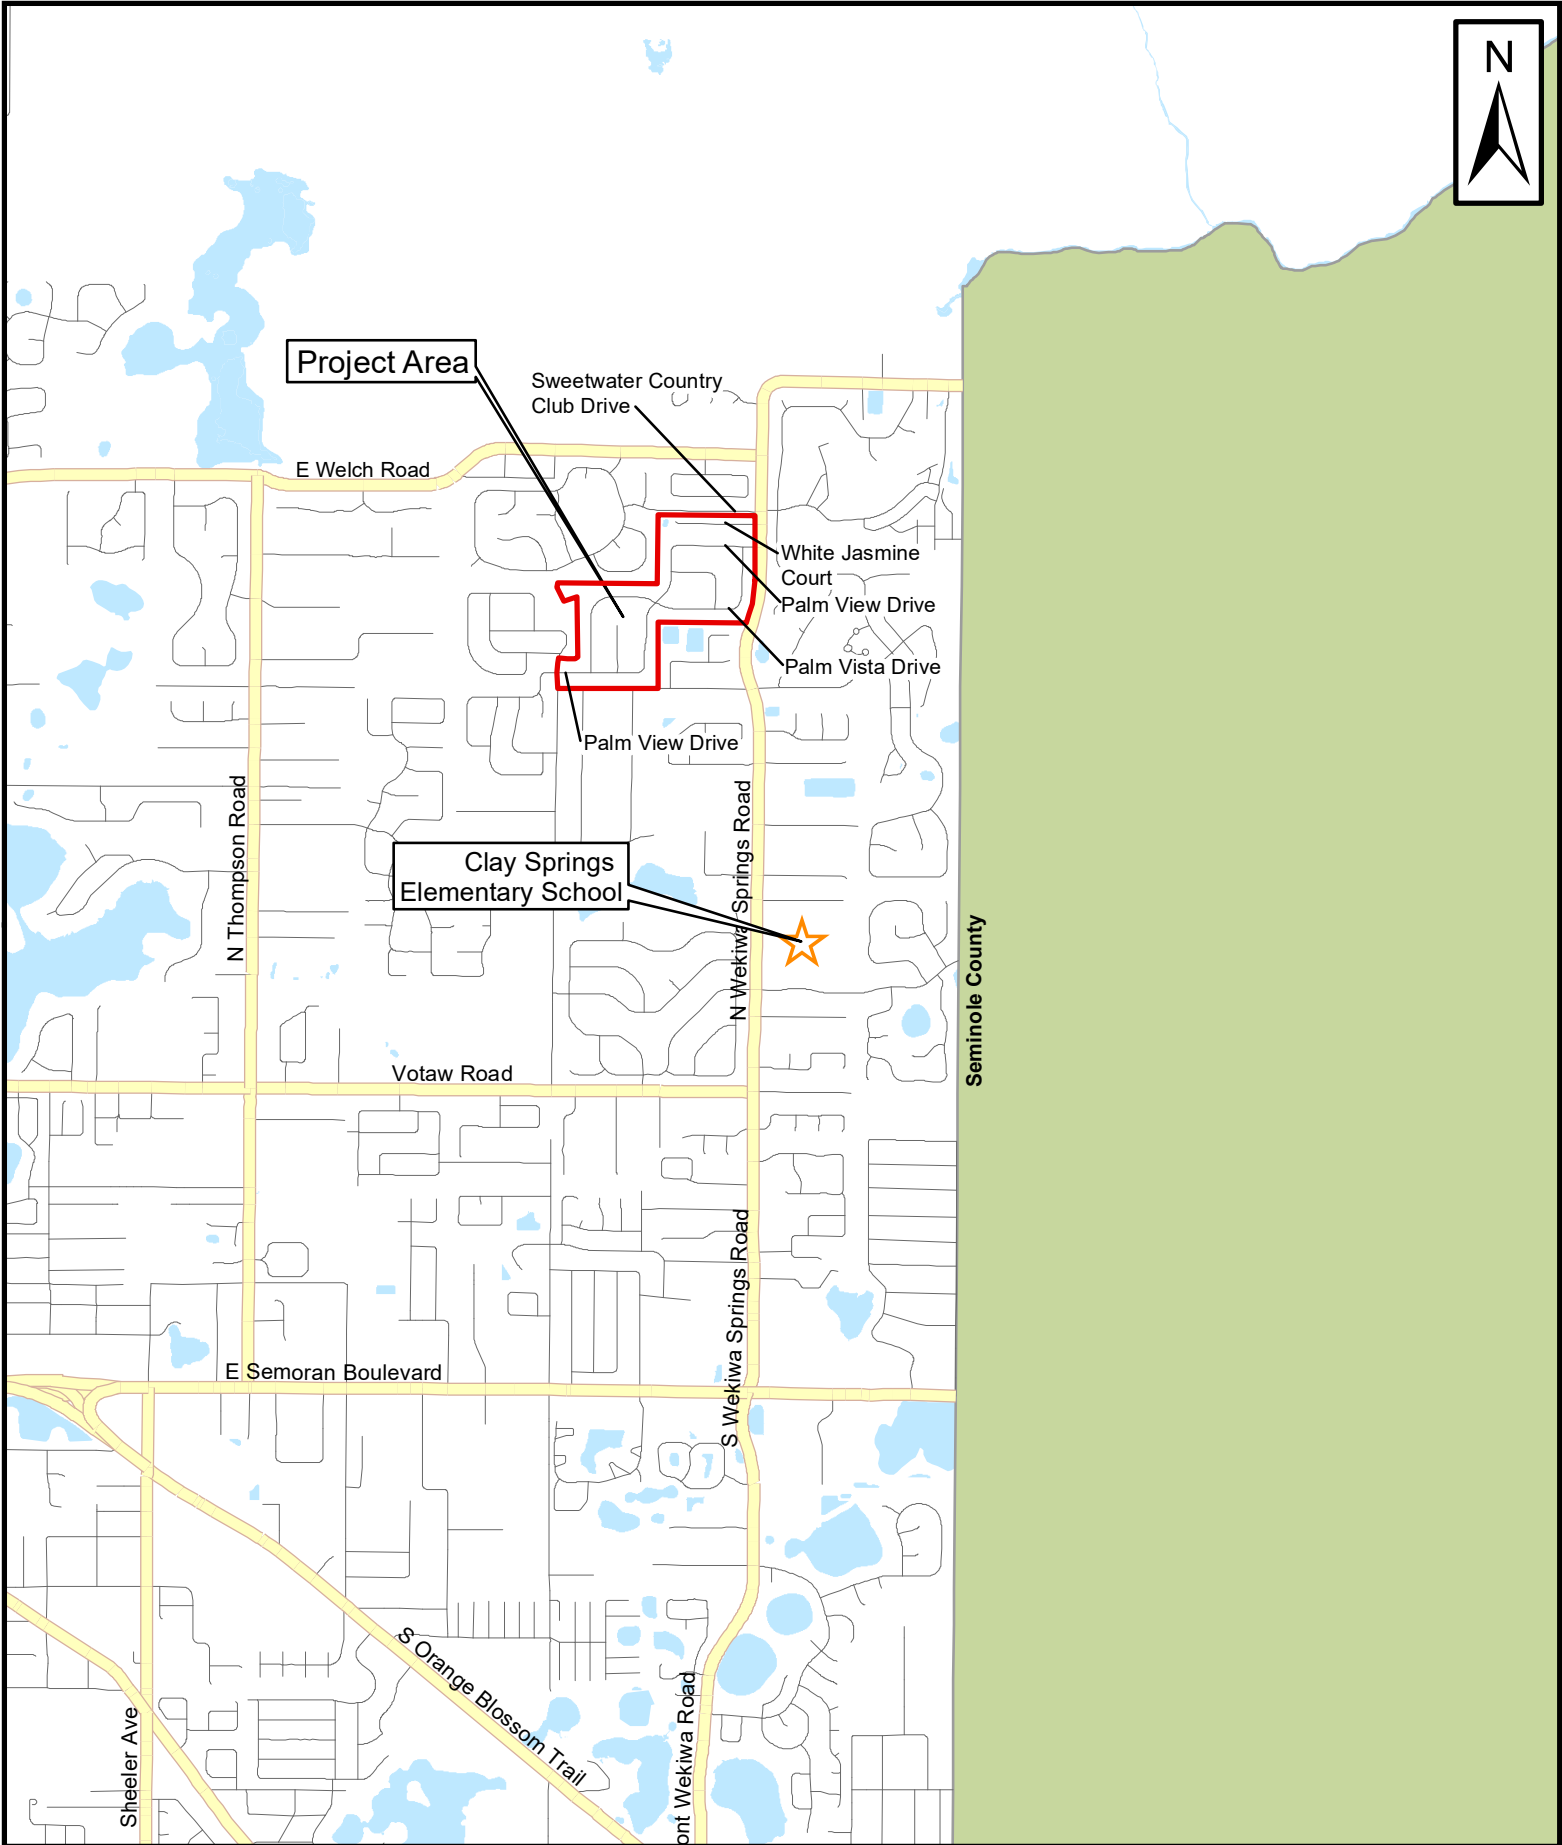 N
Project Area
Sweetwater Country
Club Drive
E Welch Road
White Jasmine
Court
Palm View Drive
Palm Vista Drive
Palm View Drive
N Thompson Road
N Wekiwa Springs Road
Clay Springs
Elementary School
Seminole County
Votaw Road
S Wekiwa Springs Road
E Semoran Boulevard
S Orange Blossom Trail
Sheeler Ave
ont Wekiwa Road